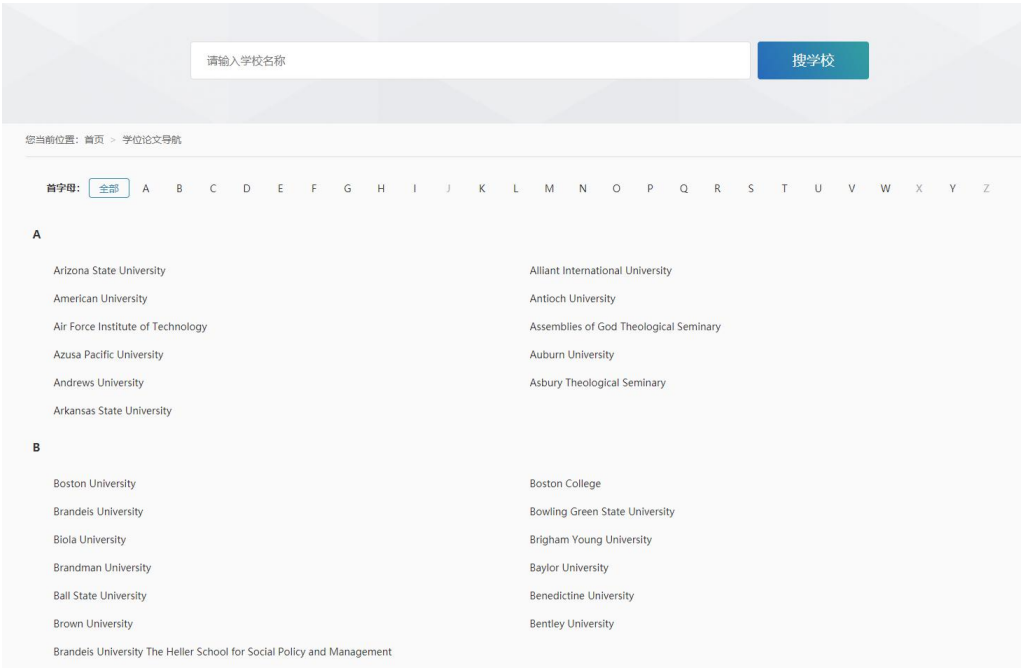 请输入学校名称 搜学校
您当前位置: 首页 > 学位论文导航
首字母: 全部 A B C D E F G H I J K L M N O P Q R S T U V W X Y Z
A
Arizona State University Alliant International University
American University Antioch University
Air Force Institute of Technology Assemblies of God Theological Seminary
Azusa Pacific University Auburn University
Andrews University Asbury Theological Seminary
Arkansas State University
B
Boston University Boston College
Brandeis University Bowling Green State University
Biola University Brigham Young University
Brandman University Baylor University
Ball State University Benedictine University
Brown University Bentley University
Brandeis University The Heller School for Social Policy and Management